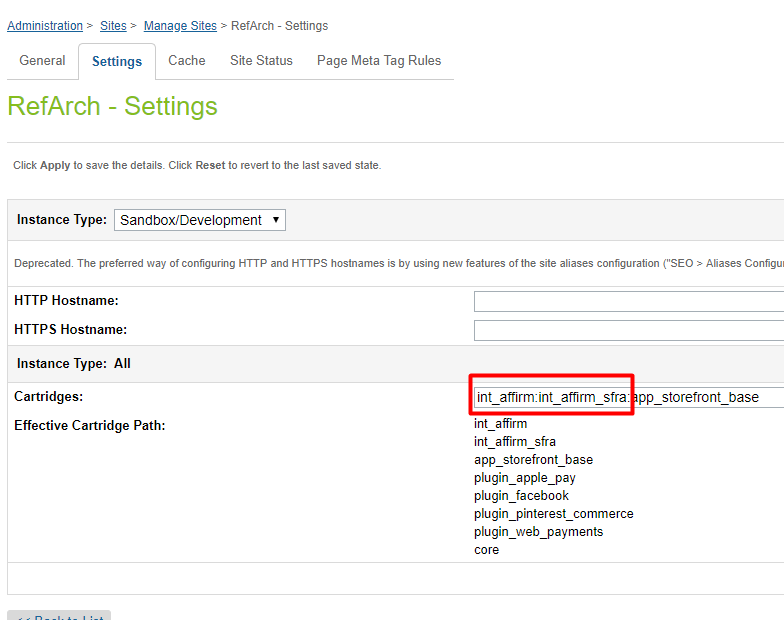 Administration > Sites > Manage Sites > RefArch - Settings
General Settings Cache Site Status Page Meta Tag Rules
RefArch - Settings
Click Apply to save the details. Click Reset to revert to the last saved state.
Instance Type: Sandbox/Development
Deprecated. The preferred way of configuring HTTP and HTTPS hostnames is by using new features of the site aliases configuration ("SEO > Aliases Configu
HTTP Hostname:
HTTPS Hostname:
Instance Type: All
Cartridges: int_affirm:int_affirm_sfra:app_storefront_base
Effective Cartridge Path: int_affirm
int_affirm_sfra
app_storefront_base
plugin_apple_pay
plugin_facebook
plugin_pinterest_commerce
plugin_web_payments
core
<< Back to List